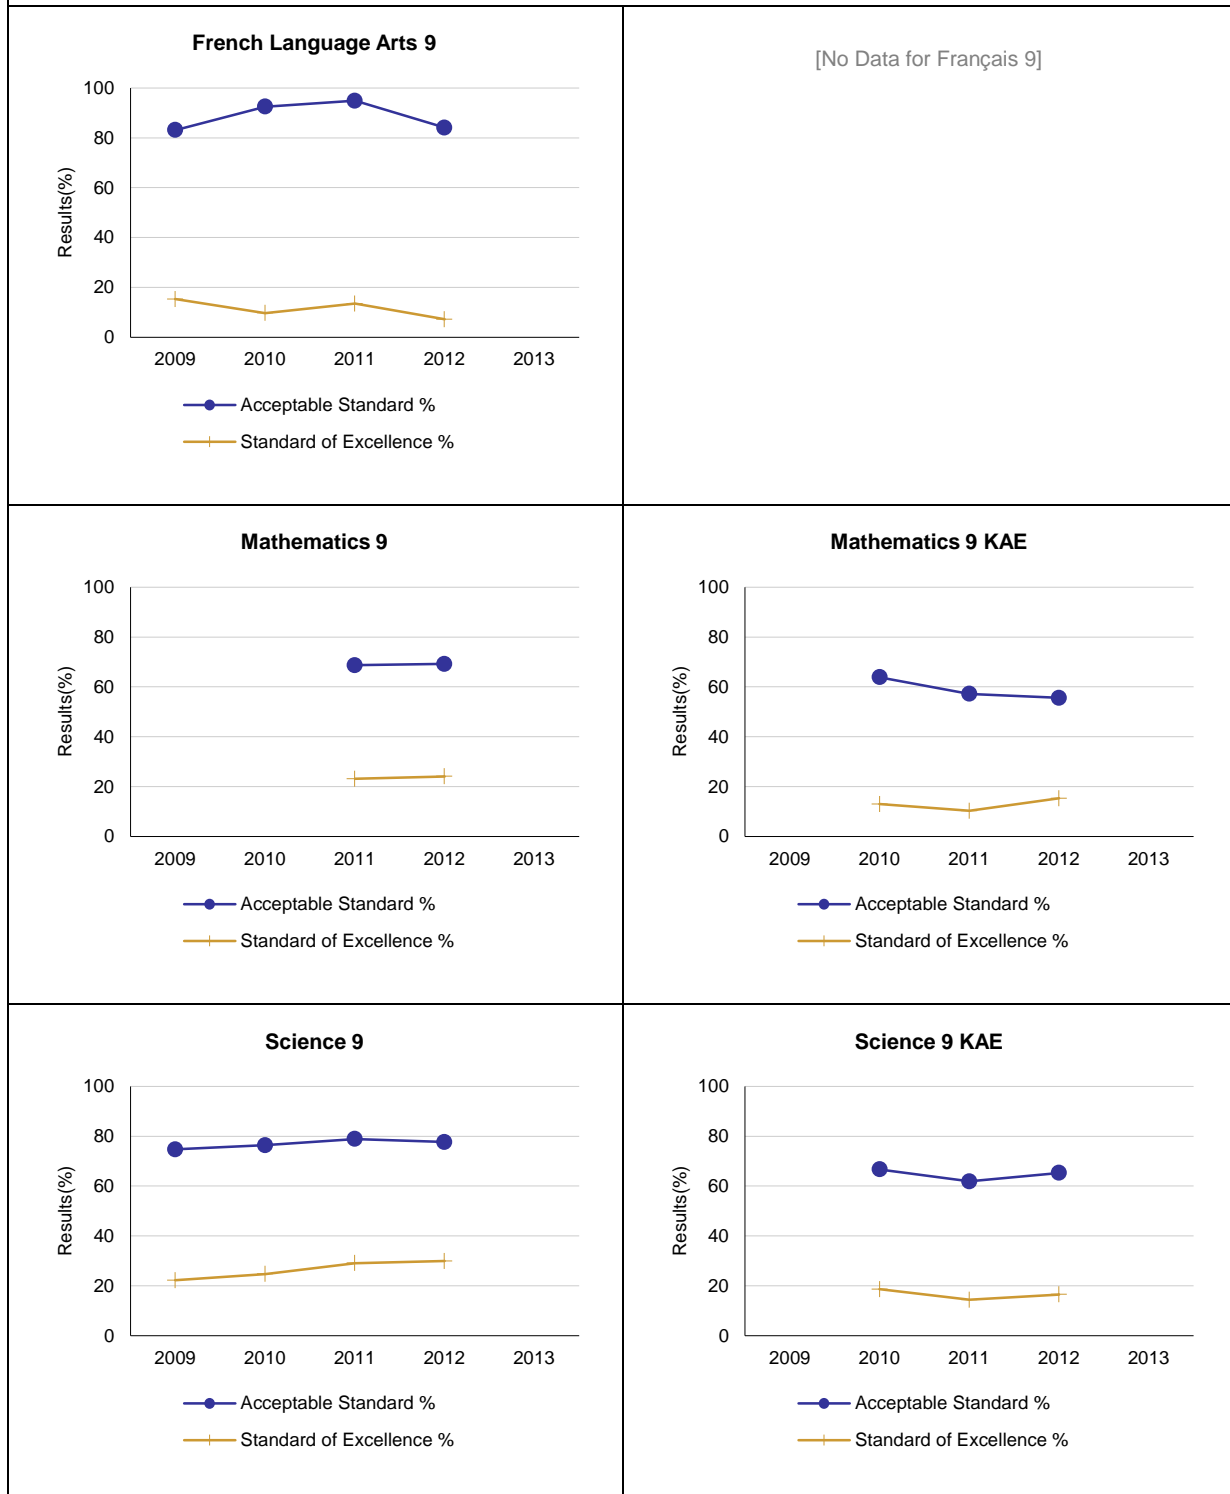 French Language Arts 9
100
80
60
40
20
0
Results(%)
2009 2010 2011 2012 2013
Acceptable Standard %
Standard of Excellence %
[No Data for Français 9]
Mathematics 9
100
80
60
40
20
0
Results(%)
2009 2010 2011 2012 2013
Acceptable Standard %
Standard of Excellence %
Mathematics 9 KAE
100
80
60
40
20
0
Results(%)
2009 2010 2011 2012 2013
Acceptable Standard %
Standard of Excellence %
Science 9
100
80
60
40
20
0
Results(%)
2009 2010 2011 2012 2013
Acceptable Standard %
Standard of Excellence %
Science 9 KAE
100
80
60
40
20
0
Results(%)
2009 2010 2011 2012 2013
Acceptable Standard %
Standard of Excellence %